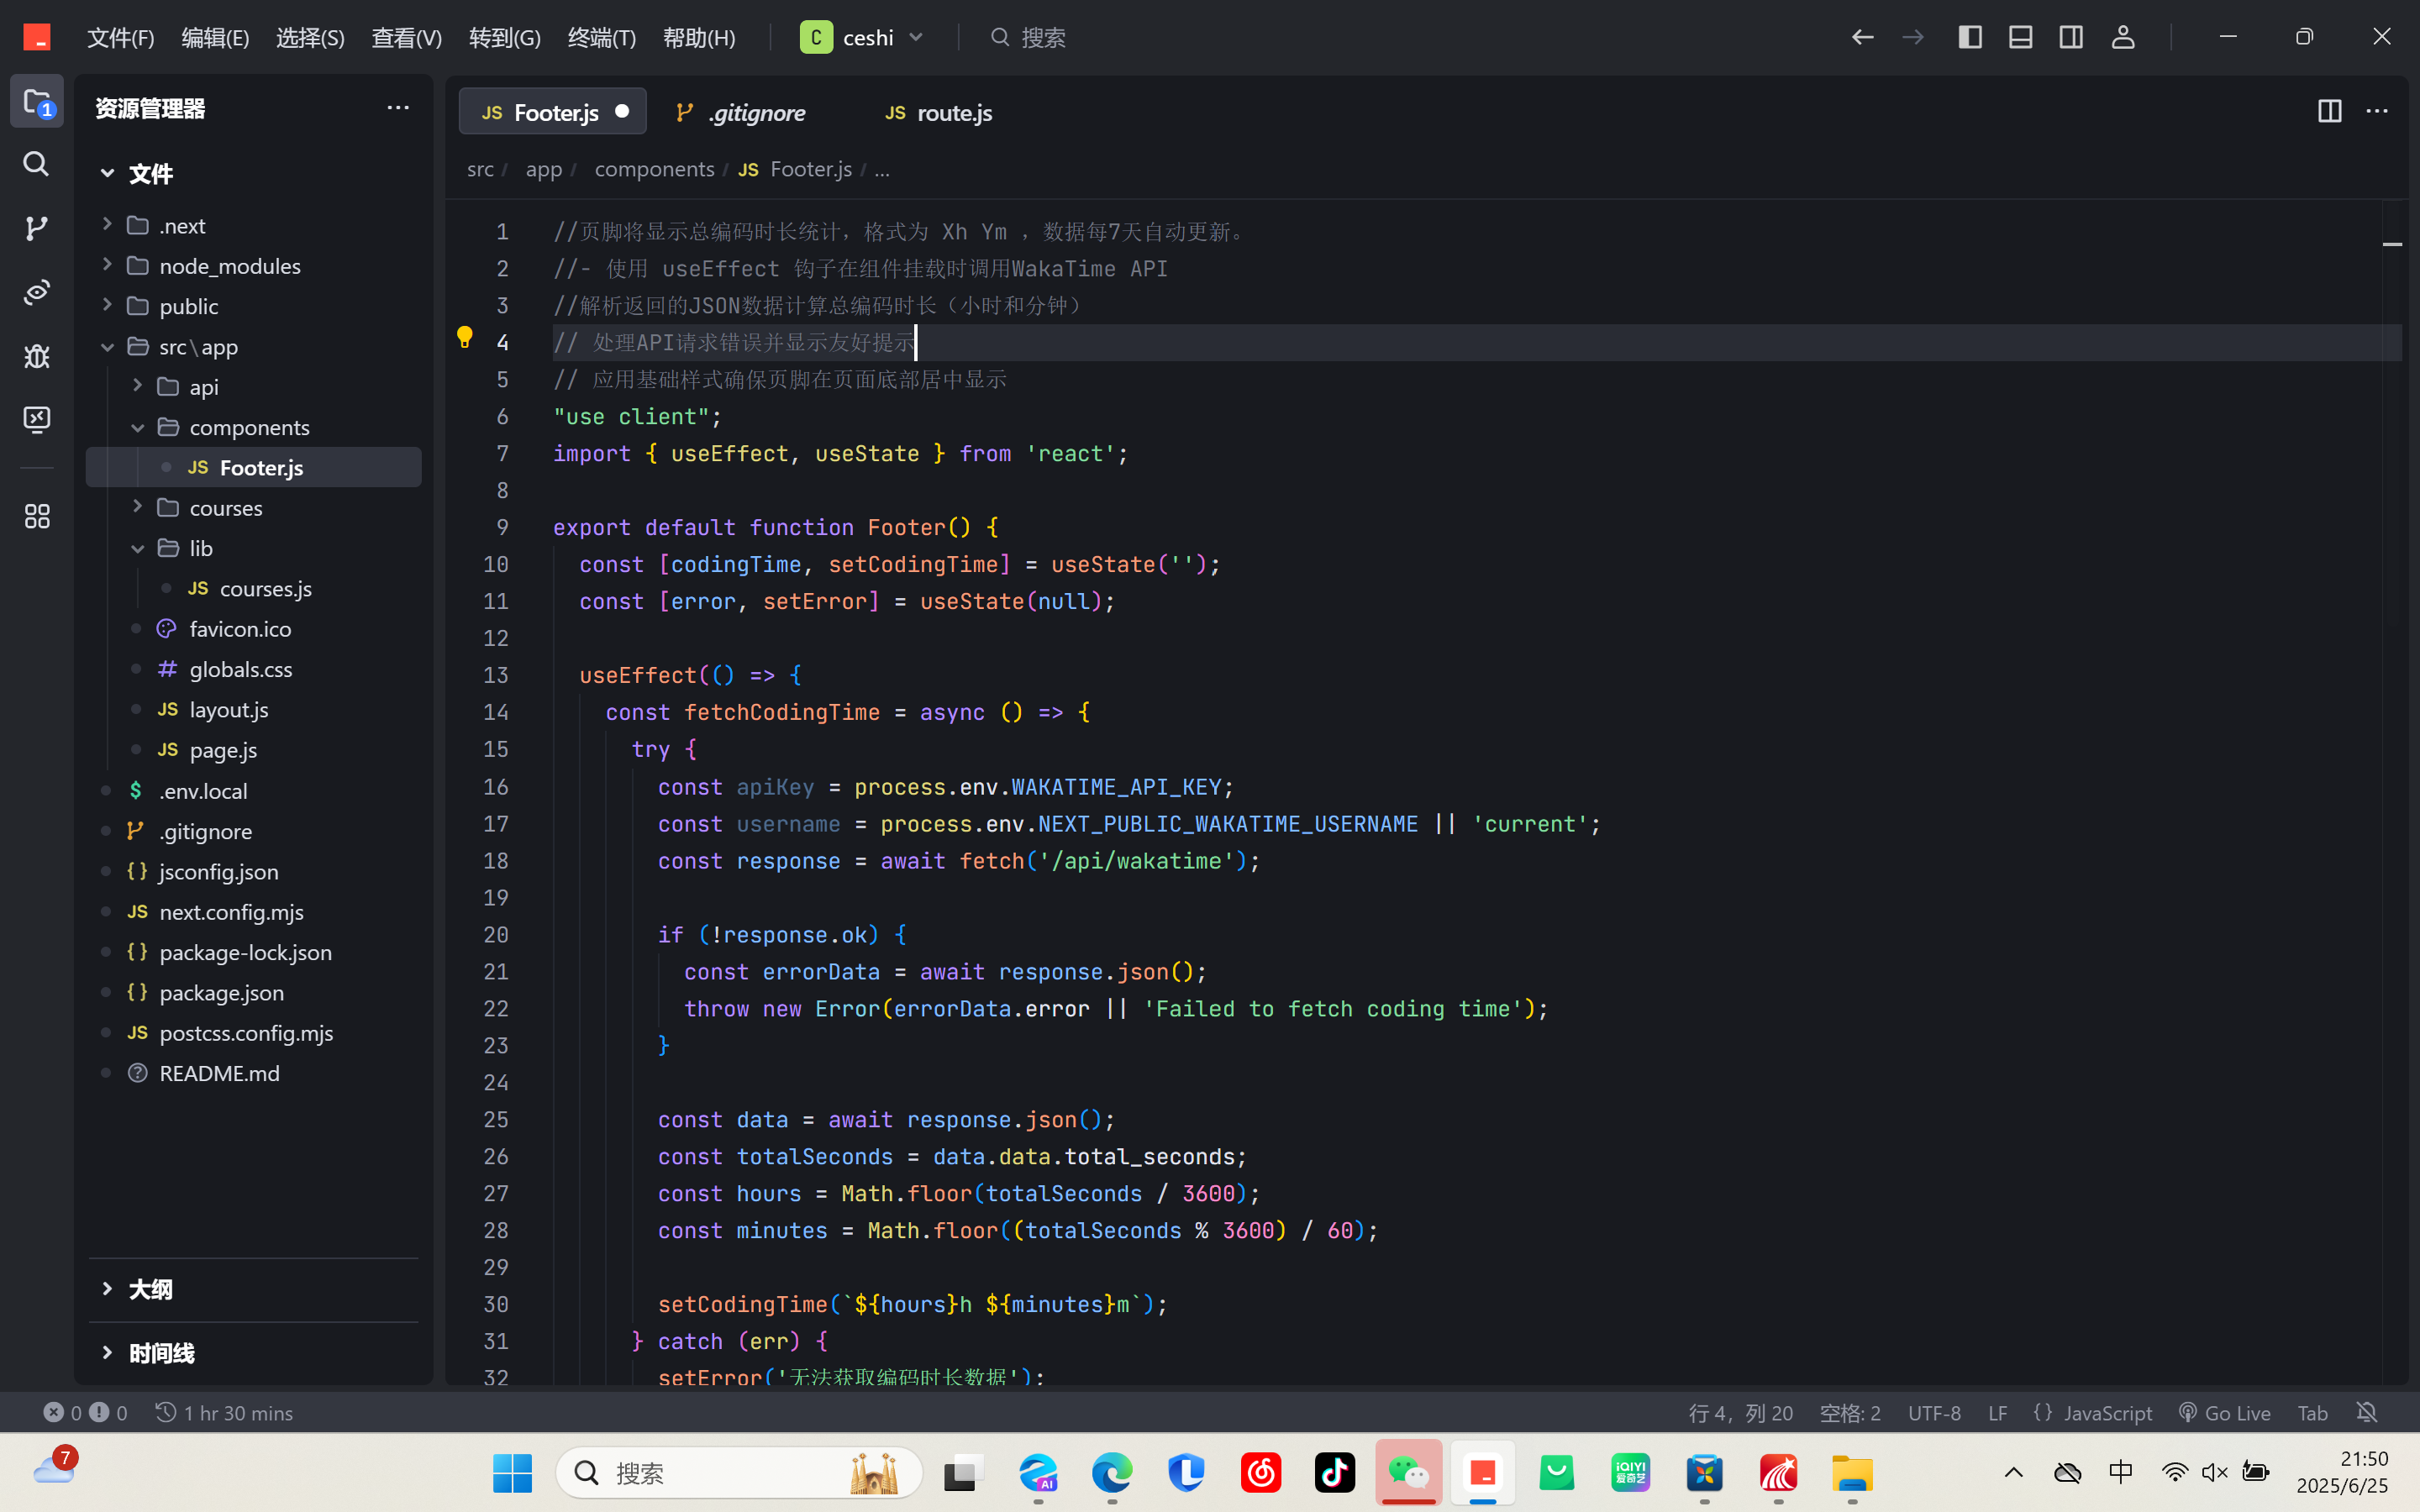 文件(F) 编辑(E) 选择(S) 查看(V) 转到(G) 终端(T) 帮助(H) C ceshi 搜索
1
资源管理器
文件
.next
node_modules
public
src\app
api
components
JS Footer.js
courses
lib
JS courses.js
favicon.ico
# globals.css
JS layout.js
JS page.js
$ .env.local
.gitignore
{} jsconfig.json
JS next.config.mjs
{} package-lock.json
{} package.json
JS postcss.config.mjs
README.md
大纲
时间线
JS Footer.js .gitignore JS route.js
src / app / components / JS Footer.js / ...
1 //页脚将显示总编码时长统计，格式为 Xh Ym ，数据每7天自动更新。
2 //- 使用 useEffect 钩子在组件挂载时调用WakaTime API
3 //解析返回的JSON数据计算总编码时长（小时和分钟）
4 // 处理API请求错误并显示友好提示
5 // 应用基础样式确保页脚在页面底部居中显示
6 "use client";
7 import { useEffect, useState } from 'react';
8
9 export default function Footer() {
10 const [codingTime, setCodingTime] = useState('');
11 const [error, setError] = useState(null);
12
13 useEffect(() => {
14 const fetchCodingTime = async () => {
15 try {
16 const apiKey = process.env.WAKATIME_API_KEY;
17 const username = process.env.NEXT_PUBLIC_WAKATIME_USERNAME || 'current';
18 const response = await fetch('/api/wakatime');
19
20 if (!response.ok) {
21 const errorData = await response.json();
22 throw new Error(errorData.error || 'Failed to fetch coding time');
23 }
24
25 const data = await response.json();
26 const totalSeconds = data.data.total_seconds;
27 const hours = Math.floor(totalSeconds / 3600);
28 const minutes = Math.floor((totalSeconds % 3600) / 60);
29
30 setCodingTime(`${hours}h ${minutes}m`);
31 } catch (err) {
32 setError('无法获取编码时长数据');
0 0 1 hr 30 mins 行 4，列 20 空格: 2 UTF-8 LF {} JavaScript Go Live Tab
7 搜索 AI iQIYI 爱奇艺 中 21:50
2025/6/25